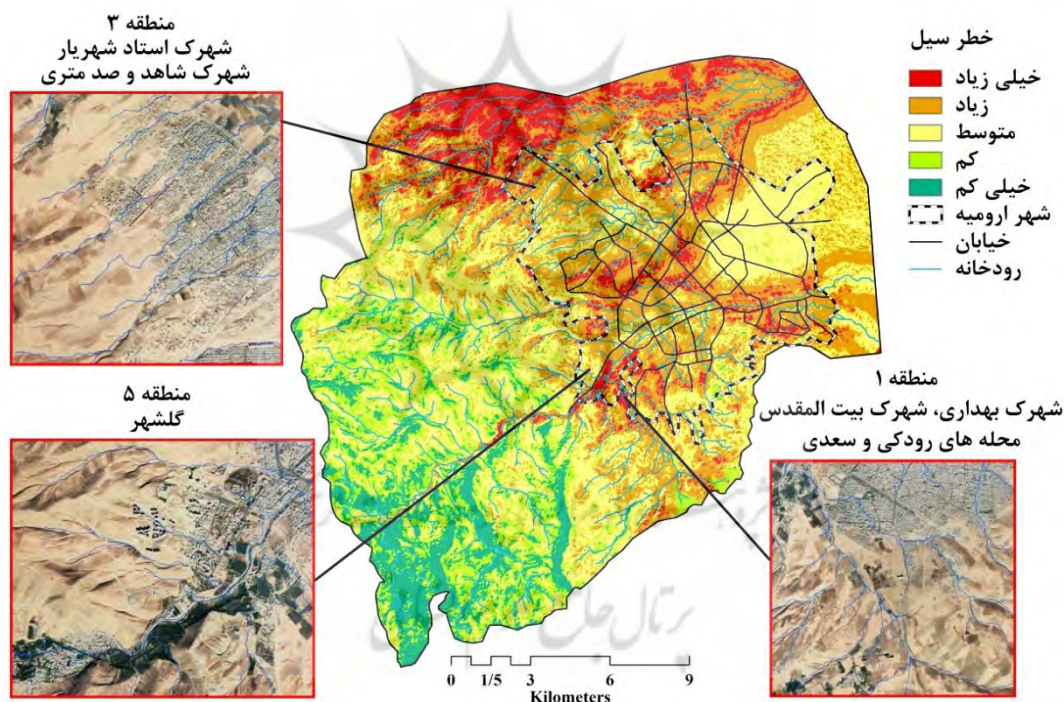 منطقه ۳
شهرک استاد شهریار
شهرک شاهد و صد متری
خطر سیل
خیلی زیاد
زیاد
متوسط
کم
خیلی کم
شهر ارومیه
خیابان
رودخانه
منطقه ۵
گلشهر
منطقه ۱
شهرک بهداری، شهرک بیت المقدس
محله های رودکی و سعدی
0 1/5 3 6 9
Kilometers
پرتال جامع